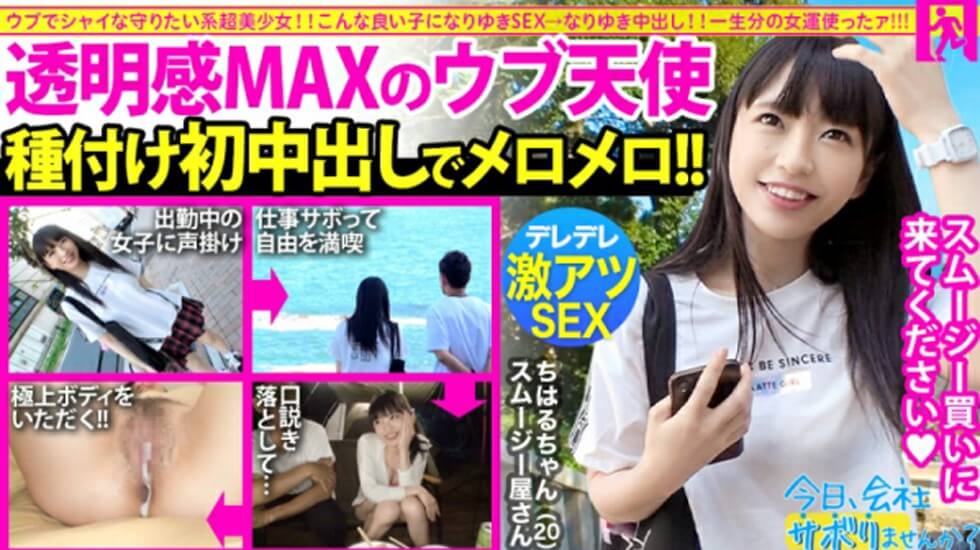 ウブでシャイな守りたい系超美少女!!こんな良い子になりゆきSEX→なりゆき中出し!!一生分の女運使ったァ!!!
透明感MAXのウブ天使
種付け初中出しでメロメロ!!
出勤中の
女子に声掛け
仕事サボって
自由を満喫
デレデレ
激アツ
SEX
極上ボディを
いただく!!
口説き
落として…
ちはるちゃん(20)
スムージー屋さん
BE SINCERE
LATTE GIRL
スムージー買いに
来てください♥
今日、会社
サボりませんか?